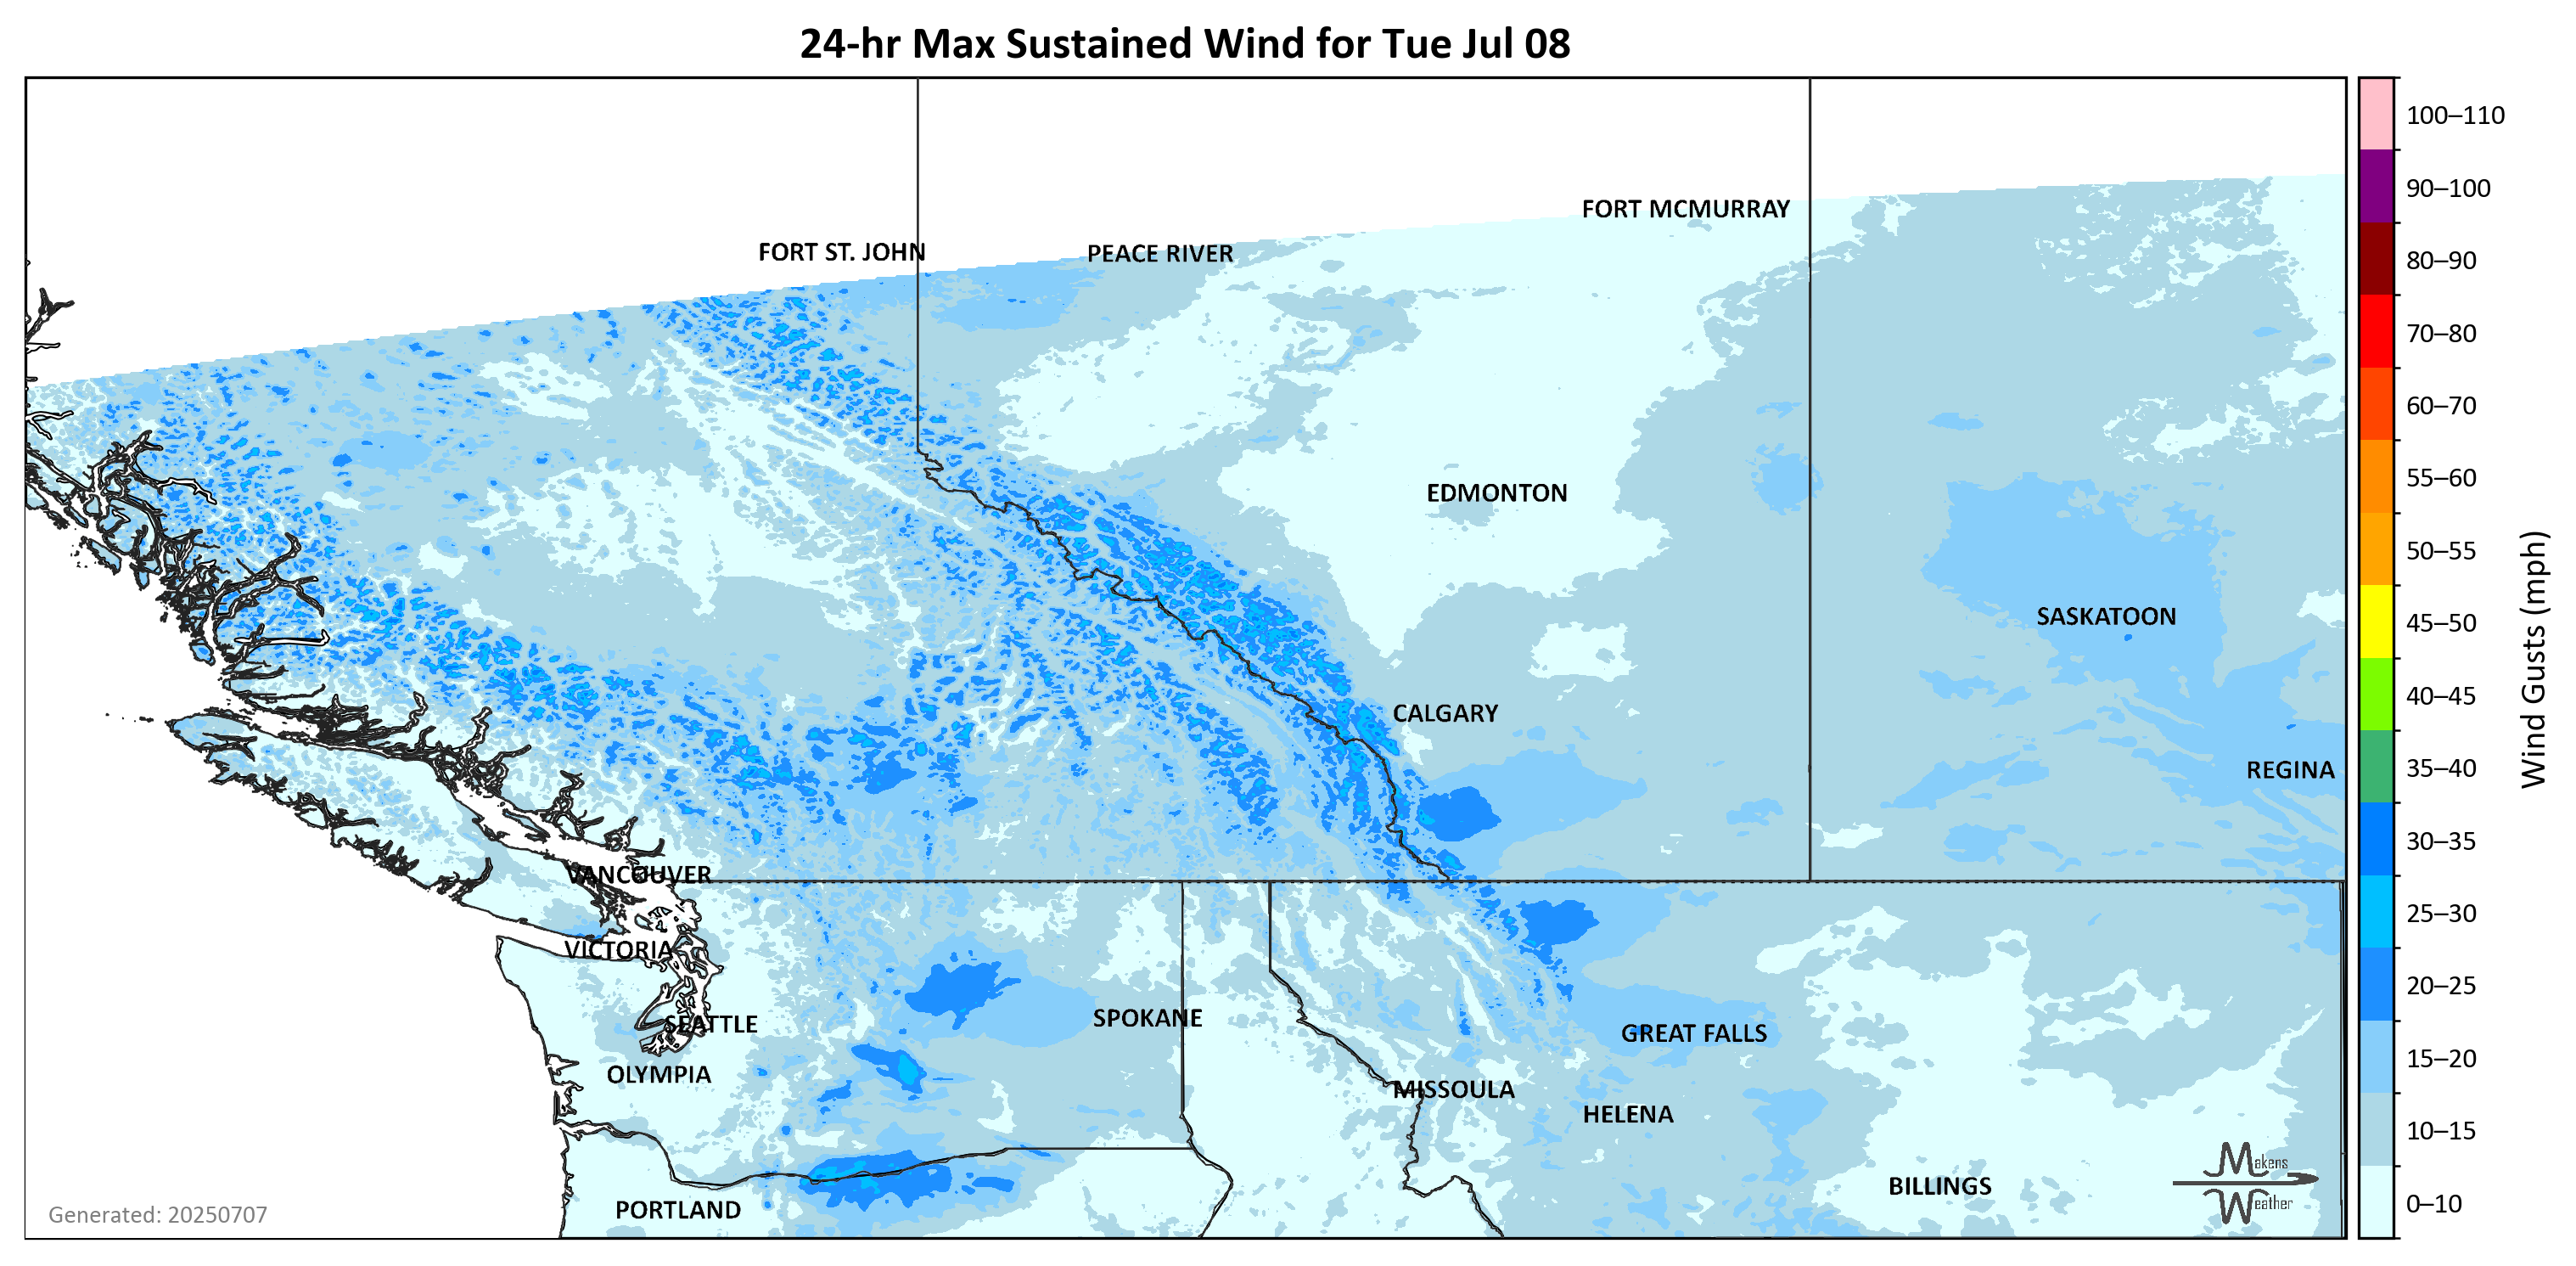 24-hr Max Sustained Wind for Tue Jul 08
100–110
90–100
80–90
70–80
60–70
55–60
50–55
45–50
40–45
35–40
30–35
25–30
20–25
15–20
10–15
0–10
Wind Gusts (mph)
FORT MCMURRAY
FORT ST. JOHN
PEACE RIVER
EDMONTON
SASKATOON
CALGARY
REGINA
VANCOUVER
VICTORIA
SEATTLE
SPOKANE
GREAT FALLS
OLYMPIA
MISSOULA
HELENA
BILLINGS
PORTLAND
Makens
Weather
Generated: 20250707